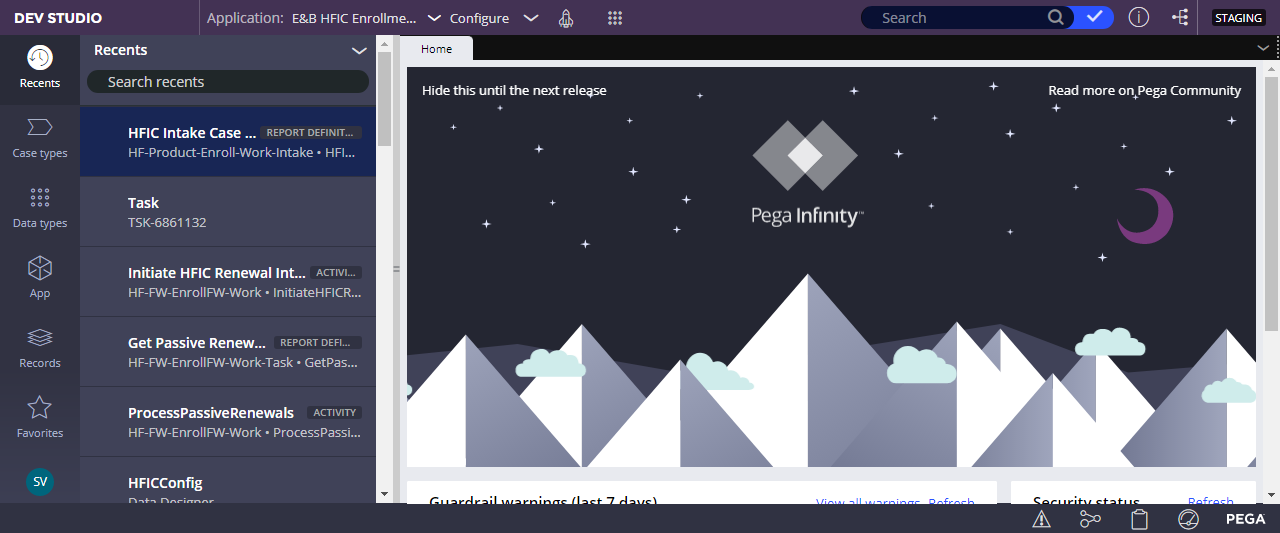 DEV STUDIO
Application: E&B HFIC Enrollme... Configure
Search
STAGING
Recents
Case types
Data types
App
Records
Favorites
SV
Recents
Search recents
HFIC Intake Case ... REPORT DEFINIT...
HF-Product-Enroll-Work-Intake • HFI...
Task
TSK-6861132
Initiate HFIC Renewal Int... ACTIVI...
HF-FW-EnrollFW-Work • InitiateHFICR...
Get Passive Renew... REPORT DEFI...
HF-FW-EnrollFW-Work-Task • GetPas...
ProcessPassiveRenewals ACTIVITY
HF-FW-EnrollFW-Work • ProcessPassi...
HFICConfig
Data Designer
Home
Hide this until the next release
Read more on Pega Community
Pega Infinity™
Guardrail warnings (last 7 days) View all warnings Refresh
Security status Refresh
PEGA